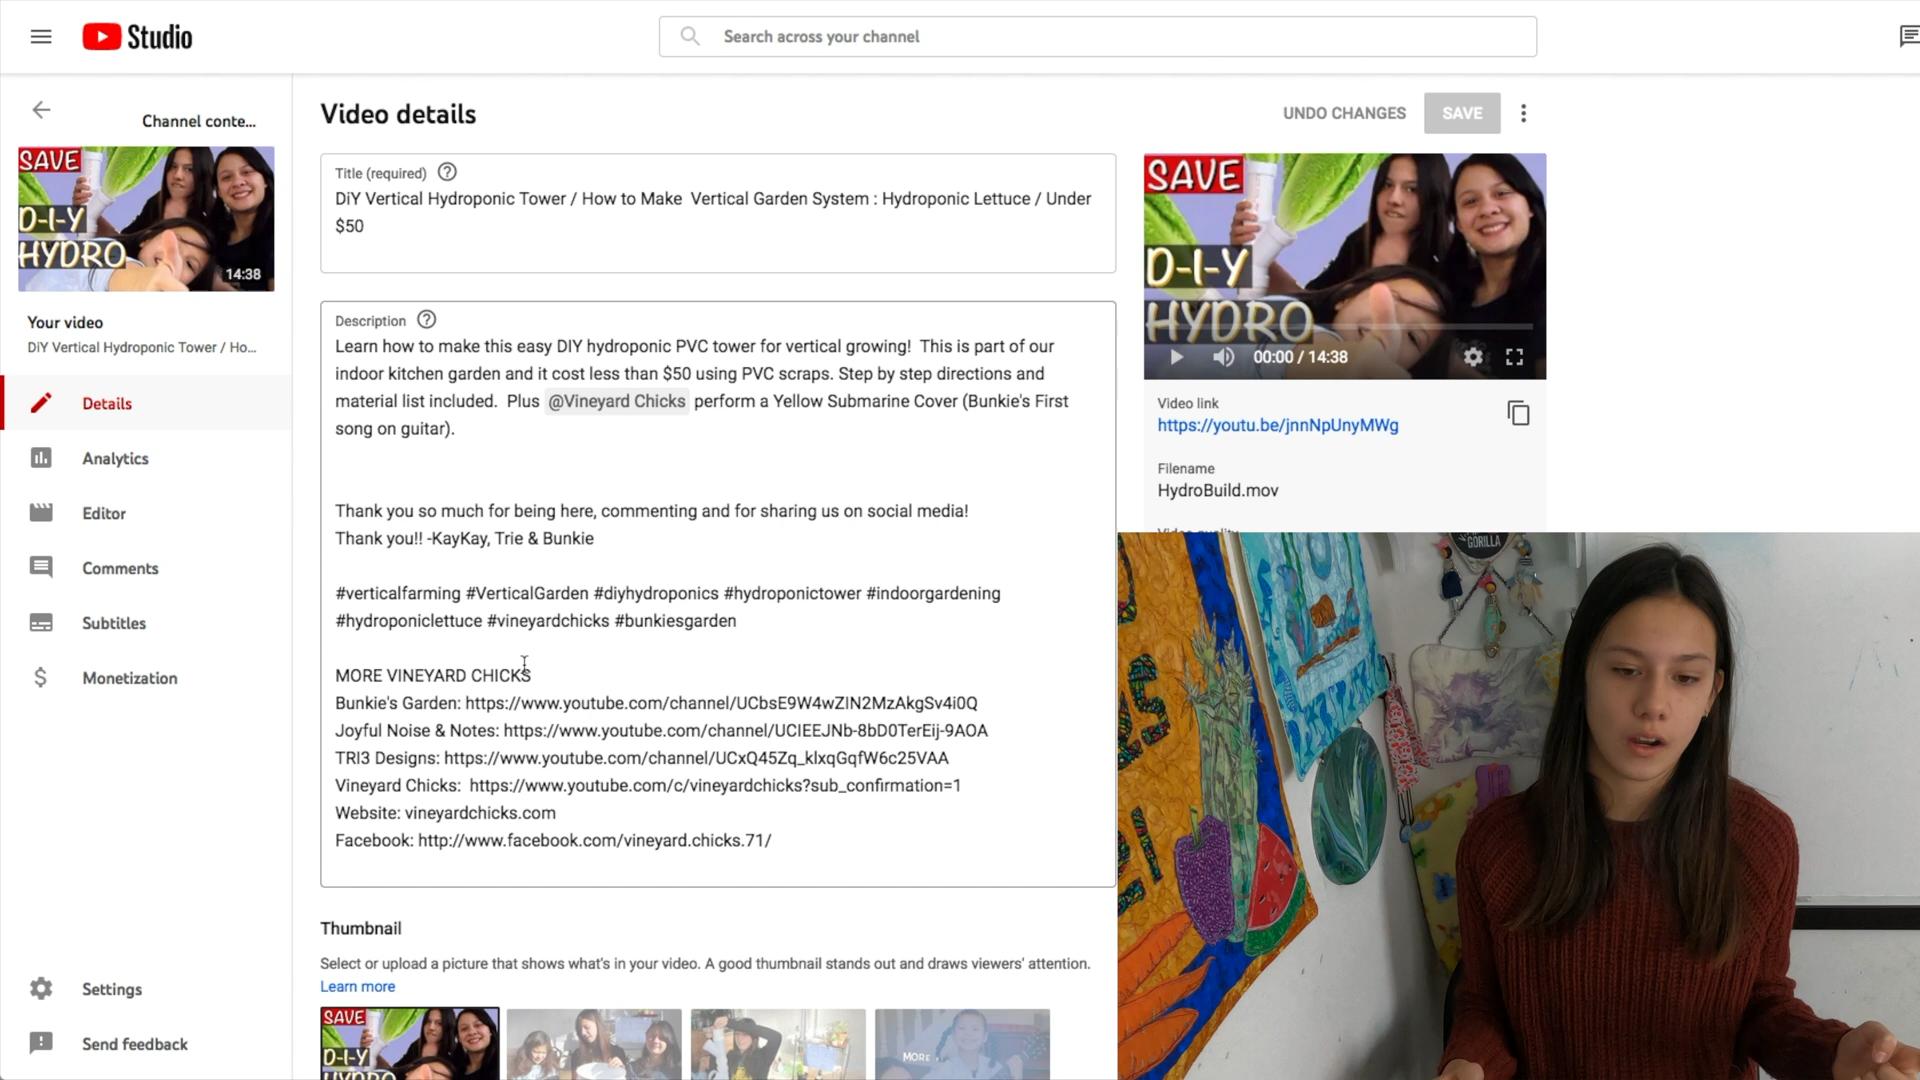 Studio
Search across your channel
Channel conte...
SAVE
D-I-Y
HYDRO
14:38
Your video
DiY Vertical Hydroponic Tower / Ho...
Details
Analytics
Editor
Comments
Subtitles
Monetization
Settings
Send feedback
Video details
UNDO CHANGES
SAVE
Title (required)
DiY Vertical Hydroponic Tower / How to Make  Vertical Garden System : Hydroponic Lettuce / Under
$50
Description
Learn how to make this easy DIY hydroponic PVC tower for vertical growing!  This is part of our
indoor kitchen garden and it cost less than $50 using PVC scraps. Step by step directions and
material list included.  Plus @Vineyard Chicks perform a Yellow Submarine Cover (Bunkie's First
song on guitar).
Thank you so much for being here, commenting and for sharing us on social media!
Thank you!! -KayKay, Trie & Bunkie
#verticalfarming #VerticalGarden #diyhydroponics #hydroponictower #indoorgardening
#hydroponiclettuce #vineyardchicks #bunkiesgarden
MORE VINEYARD CHICKS
Bunkie's Garden: https://www.youtube.com/channel/UCbsE9W4wZIN2MzAkgSv4i0Q
Joyful Noise & Notes: https://www.youtube.com/channel/UCIEEJNb-8bD0TerEij-9AOA
TRI3 Designs: https://www.youtube.com/channel/UCxQ45Zq_klxqGqfW6c25VAA
Vineyard Chicks:  https://www.youtube.com/c/vineyardchicks?sub_confirmation=1
Website: vineyardchicks.com
Facebook: http://www.facebook.com/vineyard.chicks.71/
Thumbnail
Select or upload a picture that shows what's in your video. A good thumbnail stands out and draws viewers' attention.
Learn more
SAVE
D-I-Y
HYDRO
MORE
SAVE
D-I-Y
HYDRO
00:00 / 14:38
Video link
https://youtu.be/jnnNpUnyMWg
Filename
HydroBuild.mov
Video quality
GORILLA